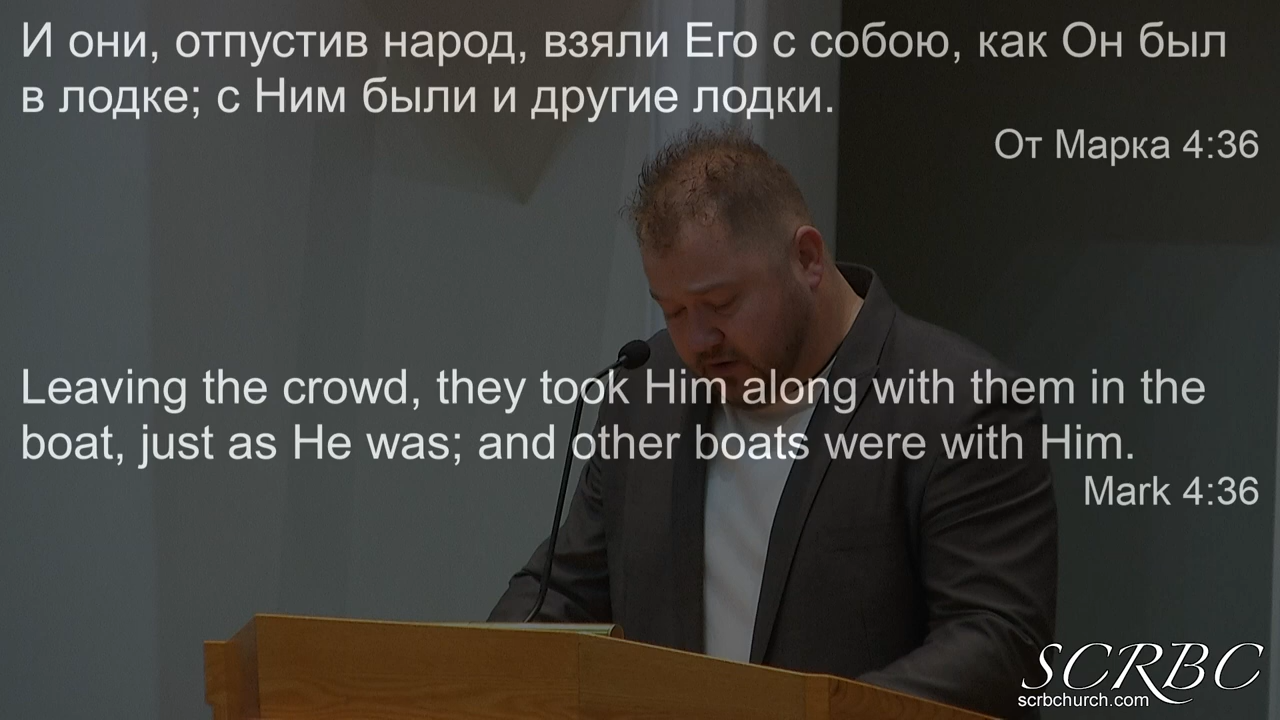 И они, отпустив народ, взяли Его с собою, как Он был
в лодке; с Ним были и другие лодки.
От Марка 4:36
Leaving the crowd, they took Him along with them in the
boat, just as He was; and other boats were with Him.
Mark 4:36
SCRBC
scrbchurch.com